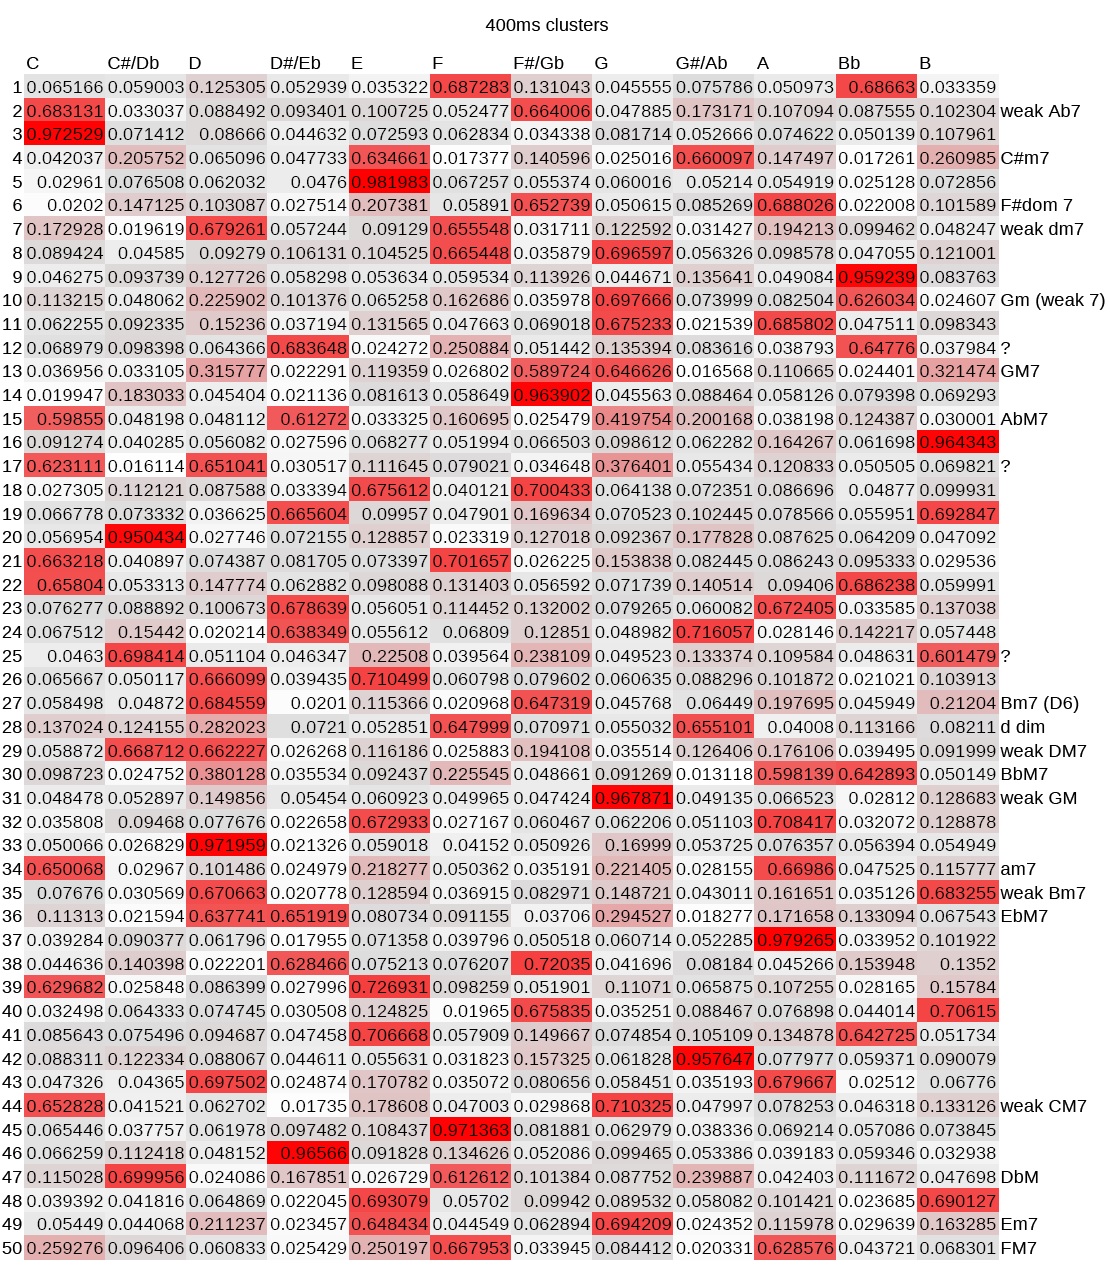 400ms clusters
C C#/Db D D#/Eb E F F#/Gb G G#/Ab A Bb B
1 0.065166 0.059003 0.125305 0.052939 0.035322 0.687283 0.131043 0.045555 0.075786 0.050973 0.68663 0.033359
2 0.683131 0.033037 0.088492 0.093401 0.100725 0.052477 0.664006 0.047885 0.173171 0.107094 0.087555 0.102304 weak Ab7
3 0.972529 0.071412 0.08666 0.044632 0.072593 0.062834 0.034338 0.081714 0.052666 0.074622 0.050139 0.107961
4 0.042037 0.205752 0.065096 0.047733 0.634661 0.017377 0.140596 0.025016 0.660097 0.147497 0.017261 0.260985 C#m7
5 0.02961 0.076508 0.062032 0.0476 0.981983 0.067257 0.055374 0.060016 0.05214 0.054919 0.025128 0.072856
6 0.0202 0.147125 0.103087 0.027514 0.207381 0.05891 0.652739 0.050615 0.085269 0.688026 0.022008 0.101589 F#dom 7
7 0.172928 0.019619 0.679261 0.057244 0.09129 0.655548 0.031711 0.122592 0.031427 0.194213 0.099462 0.048247 weak dm7
8 0.089424 0.04585 0.09279 0.106131 0.104525 0.665448 0.035879 0.696597 0.056326 0.098578 0.047055 0.121001
9 0.046275 0.093739 0.127726 0.058298 0.053634 0.059534 0.113926 0.044671 0.135641 0.049084 0.959239 0.083763
10 0.113215 0.048062 0.225902 0.101376 0.065258 0.162686 0.035978 0.697666 0.073999 0.082504 0.626034 0.024607 Gm (weak 7)
11 0.062255 0.092335 0.15236 0.037194 0.131565 0.047663 0.069018 0.675233 0.021539 0.685802 0.047511 0.098343
12 0.068979 0.098398 0.064366 0.683648 0.024272 0.250884 0.051442 0.135394 0.083616 0.038793 0.64776 0.037984 ?
13 0.036956 0.033105 0.315777 0.022291 0.119359 0.026802 0.589724 0.646626 0.016568 0.110665 0.024401 0.321474 GM7
14 0.019947 0.183033 0.045404 0.021136 0.081613 0.058649 0.963902 0.045563 0.088464 0.058126 0.079398 0.069293
15 0.59855 0.048198 0.048112 0.61272 0.033325 0.160695 0.025479 0.419754 0.200168 0.038198 0.124387 0.030001 AbM7
16 0.091274 0.040285 0.056082 0.027596 0.068277 0.051994 0.066503 0.098612 0.062282 0.164267 0.061698 0.964343
17 0.623111 0.016114 0.651041 0.030517 0.111645 0.079021 0.034648 0.376401 0.055434 0.120833 0.050505 0.069821 ?
18 0.027305 0.112121 0.087588 0.033394 0.675612 0.040121 0.700433 0.064138 0.072351 0.086696 0.04877 0.099931
19 0.066778 0.073332 0.036625 0.665604 0.09957 0.047901 0.169634 0.070523 0.102445 0.078566 0.055951 0.692847
20 0.056954 0.950434 0.027746 0.072155 0.128857 0.023319 0.127018 0.092367 0.177828 0.087625 0.064209 0.047092
21 0.663218 0.040897 0.074387 0.081705 0.073397 0.701657 0.026225 0.153838 0.082445 0.086243 0.095333 0.029536
22 0.65804 0.053313 0.147774 0.062882 0.098088 0.131403 0.056592 0.071739 0.140514 0.09406 0.686238 0.059991
23 0.076277 0.088892 0.100673 0.678639 0.056051 0.114452 0.132002 0.079265 0.060082 0.672405 0.033585 0.137038
24 0.067512 0.15442 0.020214 0.638349 0.055612 0.06809 0.12851 0.048982 0.716057 0.028146 0.142217 0.057448
25 0.0463 0.698414 0.051104 0.046347 0.22508 0.039564 0.238109 0.049523 0.133374 0.109584 0.048631 0.601479 ?
26 0.065667 0.050117 0.666099 0.039435 0.710499 0.060798 0.079602 0.060635 0.088296 0.101872 0.021021 0.103913
27 0.058498 0.04872 0.684559 0.0201 0.115366 0.020968 0.647319 0.045768 0.06449 0.197695 0.045949 0.21204 Bm7 (D6)
28 0.137024 0.124155 0.282023 0.0721 0.052851 0.647999 0.070971 0.055032 0.655101 0.04008 0.113166 0.08211 d dim
29 0.058872 0.668712 0.662227 0.026268 0.116186 0.025883 0.194108 0.035514 0.126406 0.176106 0.039495 0.091999 weak DM7
30 0.098723 0.024752 0.380128 0.035534 0.092437 0.225545 0.048661 0.091269 0.013118 0.598139 0.642893 0.050149 BbM7
31 0.048478 0.052897 0.149856 0.05454 0.060923 0.049965 0.047424 0.967871 0.049135 0.066523 0.02812 0.128683 weak GM
32 0.035808 0.09468 0.077676 0.022658 0.672933 0.027167 0.060467 0.062206 0.051103 0.708417 0.032072 0.128878
33 0.050066 0.026829 0.971959 0.021326 0.059018 0.04152 0.050926 0.16999 0.053725 0.076357 0.056394 0.054949
34 0.650068 0.02967 0.101486 0.024979 0.218277 0.050362 0.035191 0.221405 0.028155 0.66986 0.047525 0.115777 am7
35 0.07676 0.030569 0.670663 0.020778 0.128594 0.036915 0.082971 0.148721 0.043011 0.161651 0.035126 0.683255 weak Bm7
36 0.11313 0.021594 0.637741 0.651919 0.080734 0.091155 0.03706 0.294527 0.018277 0.171658 0.133094 0.067543 EbM7
37 0.039284 0.090377 0.061796 0.017955 0.071358 0.039796 0.050518 0.060714 0.052285 0.979265 0.033952 0.101922
38 0.044636 0.140398 0.022201 0.628466 0.075213 0.076207 0.72035 0.041696 0.08184 0.045266 0.153948 0.1352
39 0.629682 0.025848 0.086399 0.027996 0.726931 0.098259 0.051901 0.11071 0.065875 0.107255 0.028165 0.15784
40 0.032498 0.064333 0.074745 0.030508 0.124825 0.01965 0.675835 0.035251 0.088467 0.076898 0.044014 0.70615
41 0.085643 0.075496 0.094687 0.047458 0.706668 0.057909 0.149667 0.074854 0.105109 0.134878 0.642725 0.051734
42 0.088311 0.122334 0.088067 0.044611 0.055631 0.031823 0.157325 0.061828 0.957647 0.077977 0.059371 0.090079
43 0.047326 0.04365 0.697502 0.024874 0.170782 0.035072 0.080656 0.058451 0.035193 0.679667 0.02512 0.06776
44 0.652828 0.041521 0.062702 0.01735 0.178608 0.047003 0.029868 0.710325 0.047997 0.078253 0.046318 0.133126 weak CM7
45 0.065446 0.037757 0.061978 0.097482 0.108437 0.971363 0.081881 0.062979 0.038336 0.069214 0.057086 0.073845
46 0.066259 0.112418 0.048152 0.96566 0.091828 0.134626 0.052086 0.099465 0.053386 0.039183 0.059346 0.032938
47 0.115028 0.699956 0.024086 0.167851 0.026729 0.612612 0.101384 0.087752 0.239887 0.042403 0.111672 0.047698 DbM
48 0.039392 0.041816 0.064869 0.022045 0.693079 0.05702 0.09942 0.089532 0.058082 0.101421 0.023685 0.690127
49 0.05449 0.044068 0.211237 0.023457 0.648434 0.044549 0.062894 0.694209 0.024352 0.115978 0.029639 0.163285 Em7
50 0.259276 0.096406 0.060833 0.025429 0.250197 0.667953 0.033945 0.084412 0.020331 0.628576 0.043721 0.068301 FM7